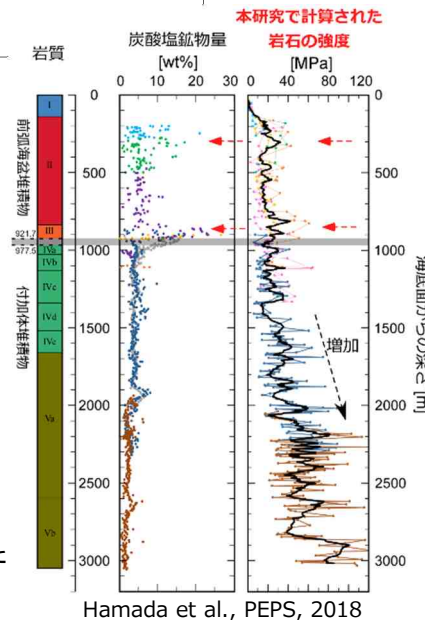 本研究で計算された
岩石の強度
岩質
炭酸塩鉱物量
[wt%]
[MPa]
0 10 20 30
0 40 80 120
0
500
1000
1500
2000
2500
3000
0
500
1000
1500
2000
2500
3000
I
II
III
IVa
IVb
IVc
IVd
IVe
Va
Vb
921.7
977.5
前弧海盆堆積物
付加体堆積物
増加
海底面からの深さ [m]
Hamada et al., PEPS, 2018